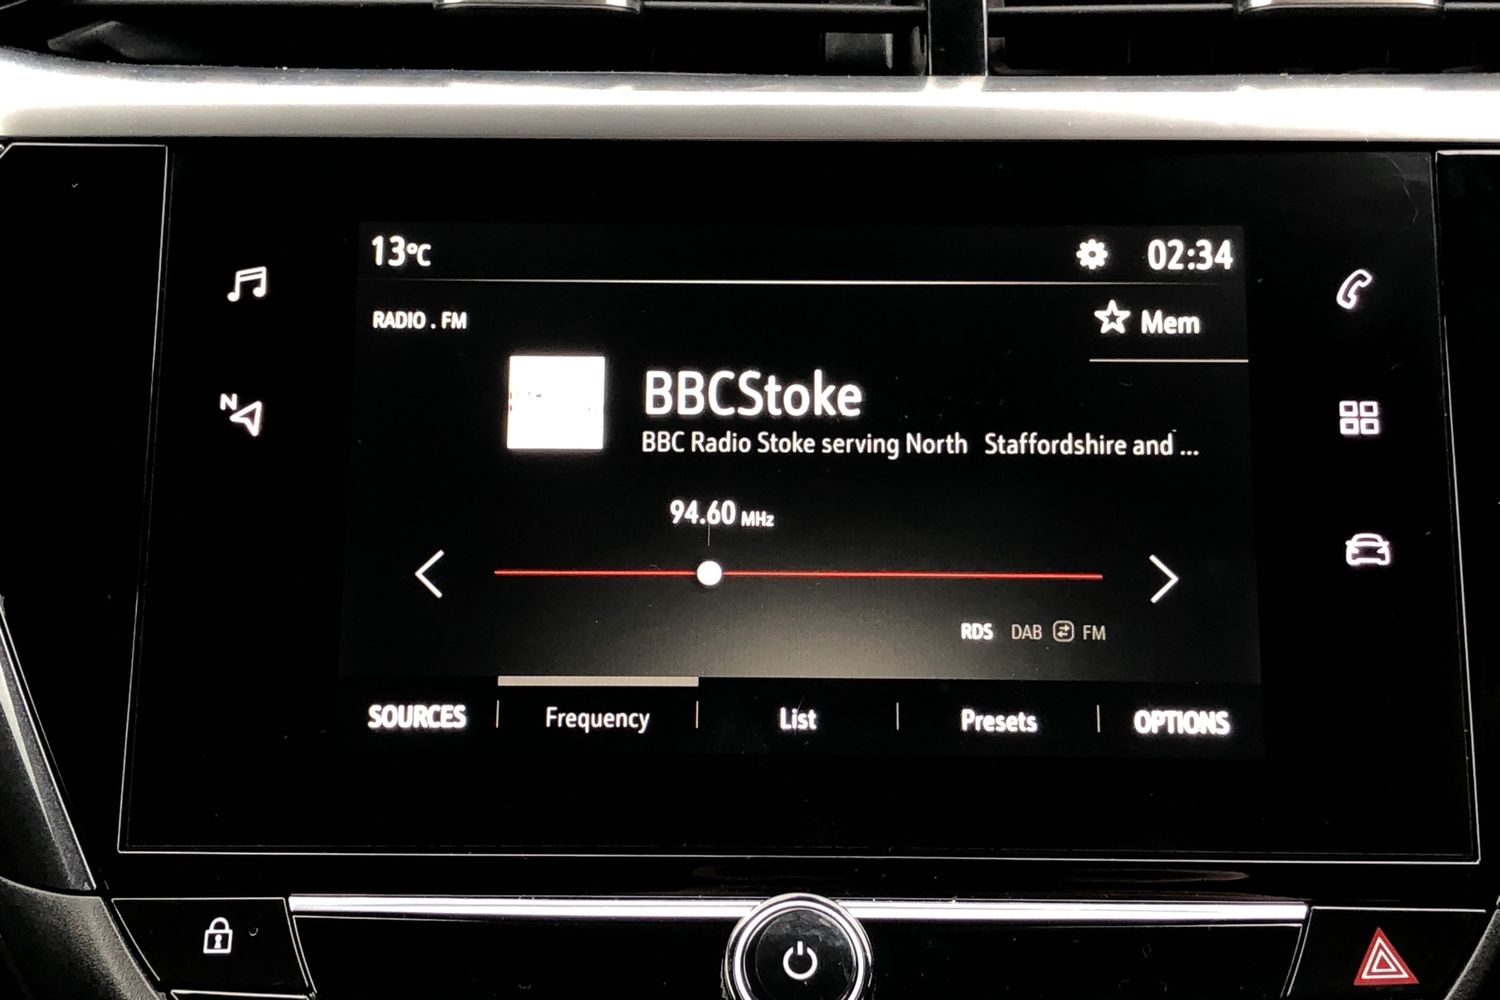 13°C 02:34
RADIO . FM
Mem
BBCStoke
BBC Radio Stoke serving North Staffordshire and ...
94.60 MHz
RDS DAB FM
SOURCES Frequency List Presets OPTIONS
N